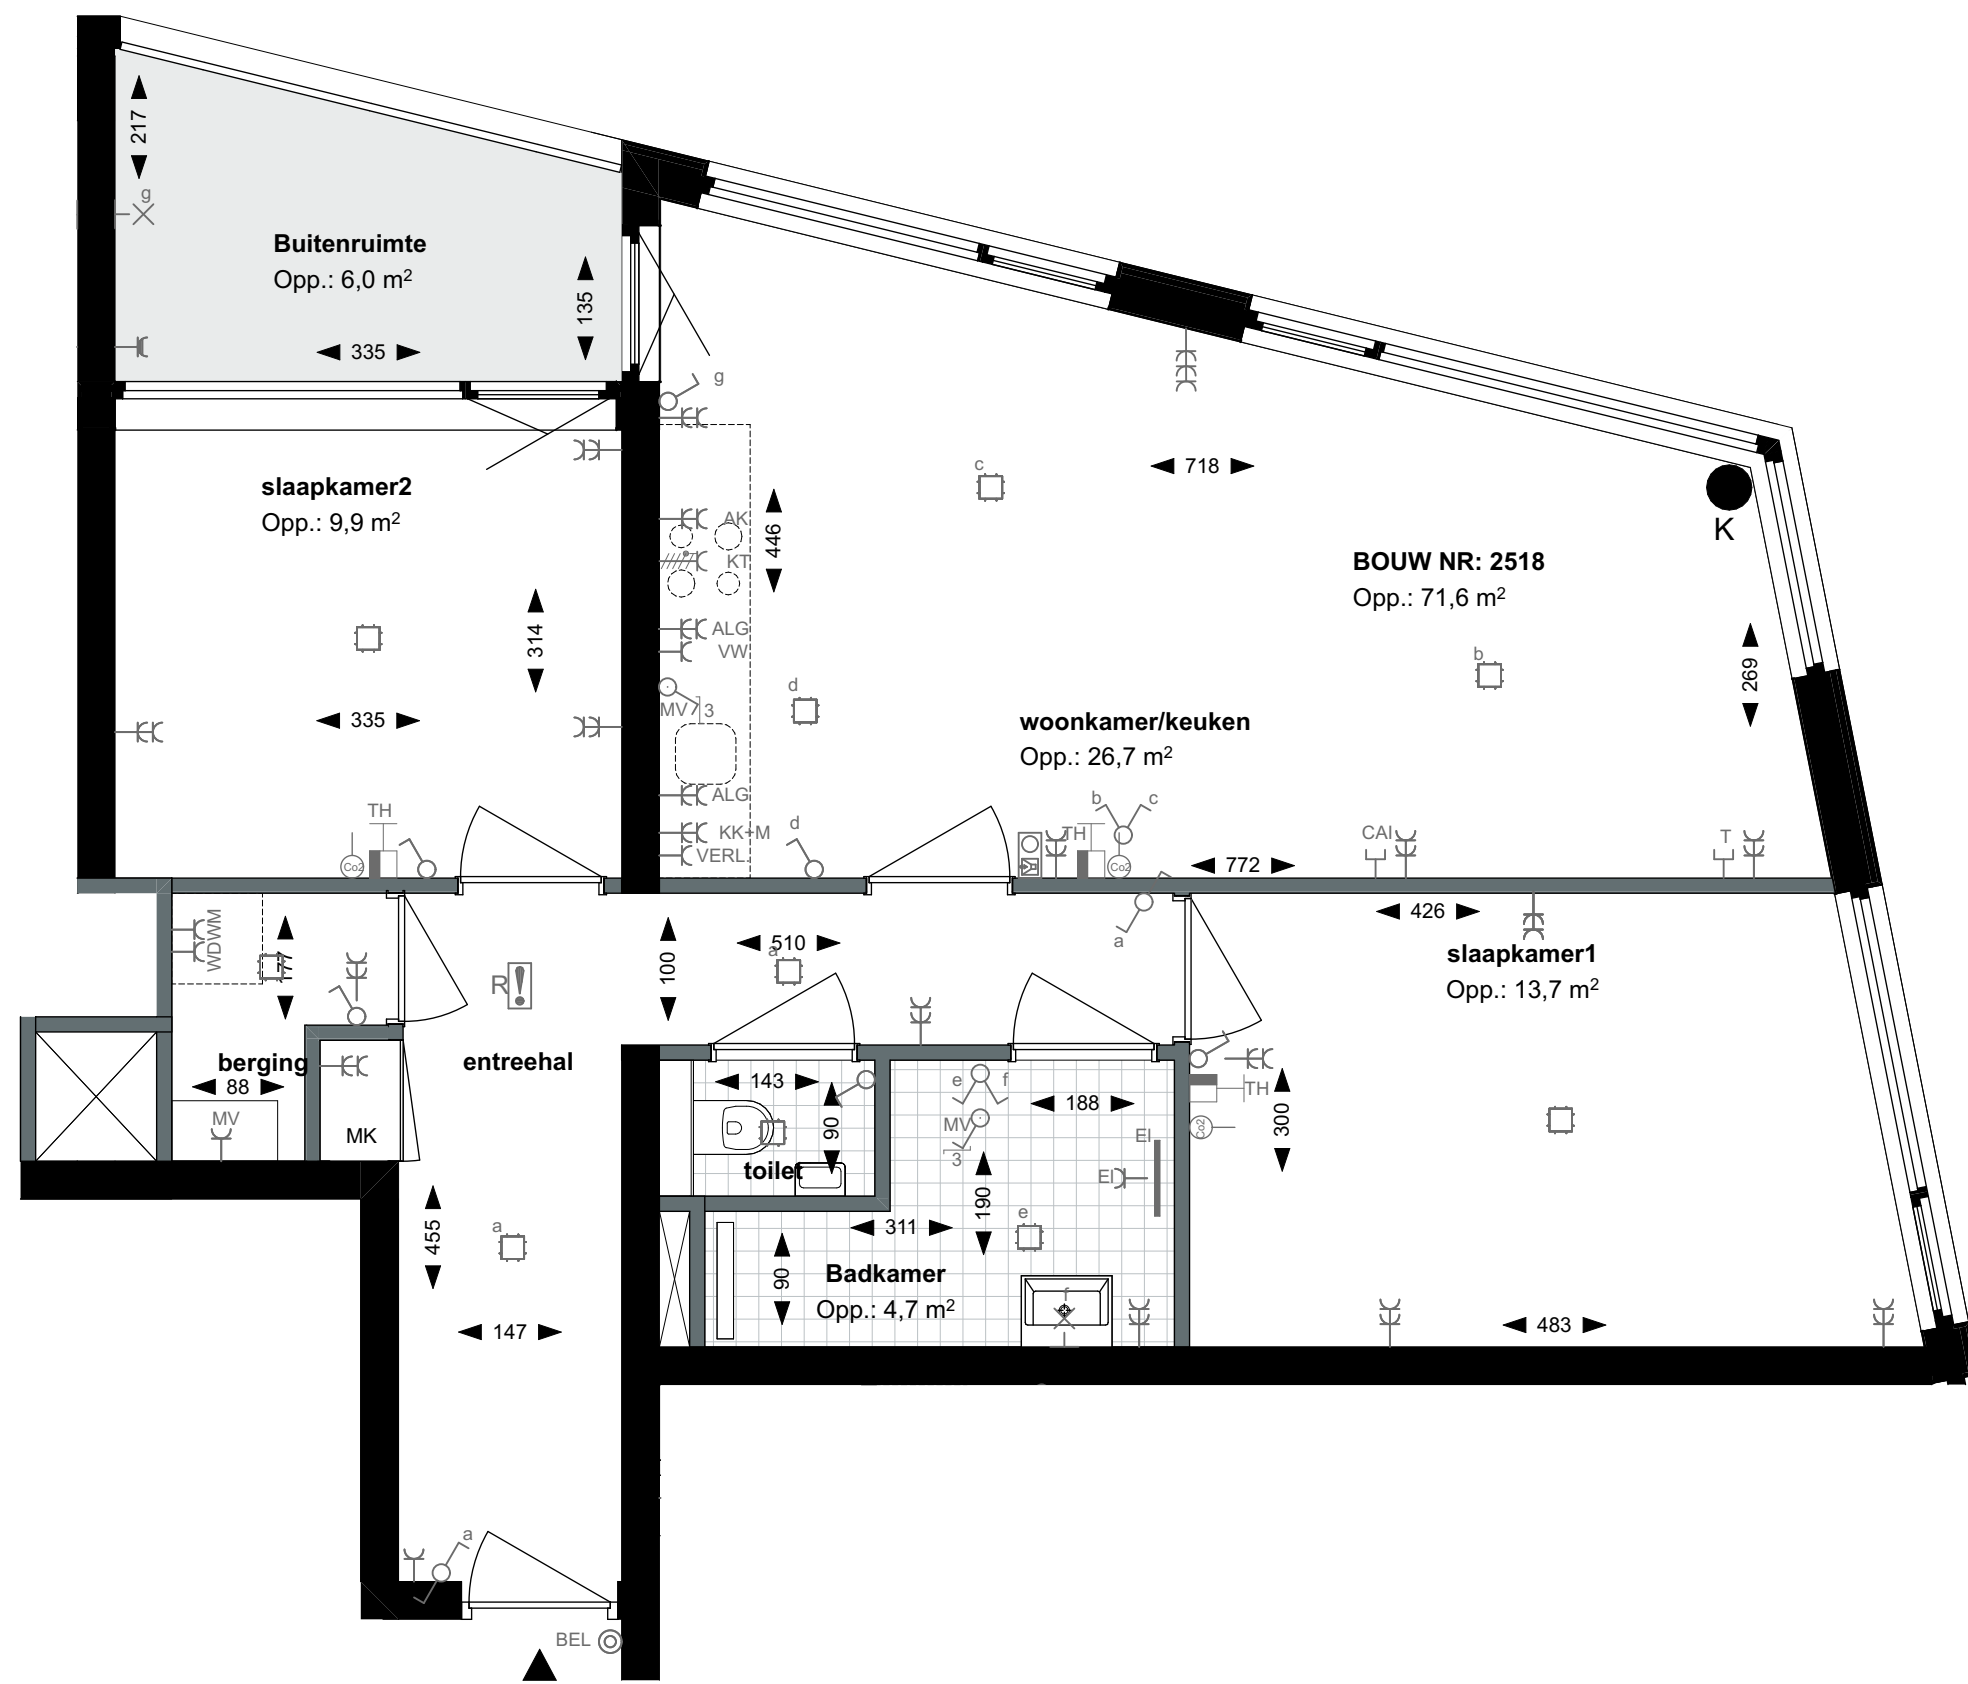 217
g
Buitenruimte
Opp.: 6,0 m²
135
335
g
slaapkamer2
Opp.: 9,9 m²
314
335
TH
Co2
c
718
K
AK
446
KT
BOUW NR: 2518
Opp.: 71,6 m²
ALG
VW
269
b
d
MV
3
woonkamer/keuken
Opp.: 26,7 m²
ALG
d
b
c
KK+M
TH
CAI
T
VERL.
Co2
772
WDWM
177
R
100
510
a
a
426
slaapkamer1
Opp.: 13,7 m²
berging
entreehal
88
MV
MK
143
90
toilet
e
f
188
MV
3
EI
EI
TH
Co2
300
190
455
a
311
e
90
Badkamer
Opp.: 4,7 m²
f
147
483
a
BEL